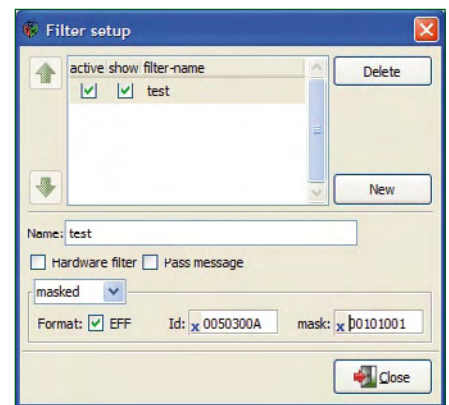 Filter setup
active show filter-name
test
Delete
New
Name: test
Hardware filter Pass message
masked
Format: EFF Id: x 0050300A mask: x 00101001
Close